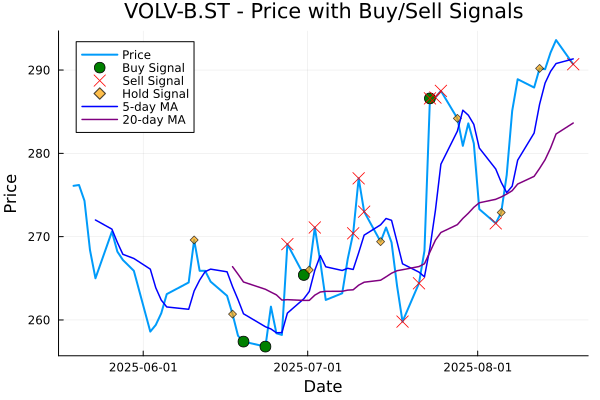 VOLV-B.ST - Price with Buy/Sell Signals
Price
Buy Signal
Sell Signal
Hold Signal
5-day MA
20-day MA
290
280
270
260
Price
2025-06-01
2025-07-01
2025-08-01
Date